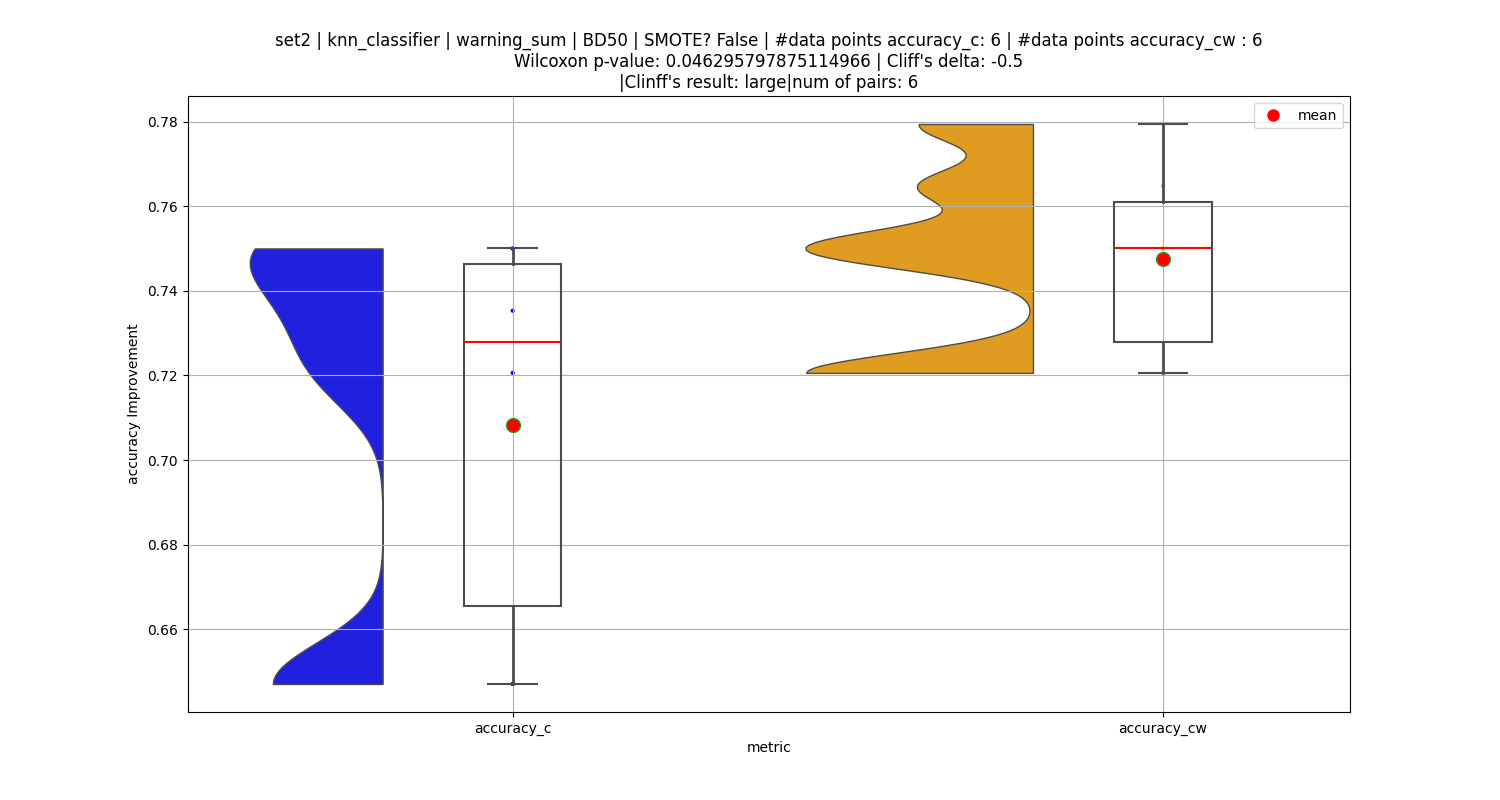 set2 | knn_classifier | warning_sum | BD50 | SMOTE? False | #data points accuracy_c: 6 | #data points accuracy_cw : 6
Wilcoxon p-value: 0.046295797875114966 | Cliff's delta: -0.5
|Clinff's result: large|num of pairs: 6
mean
0.78
0.76
0.74
0.72
0.70
0.68
0.66
accuracy Improvement
accuracy_c
accuracy_cw
metric